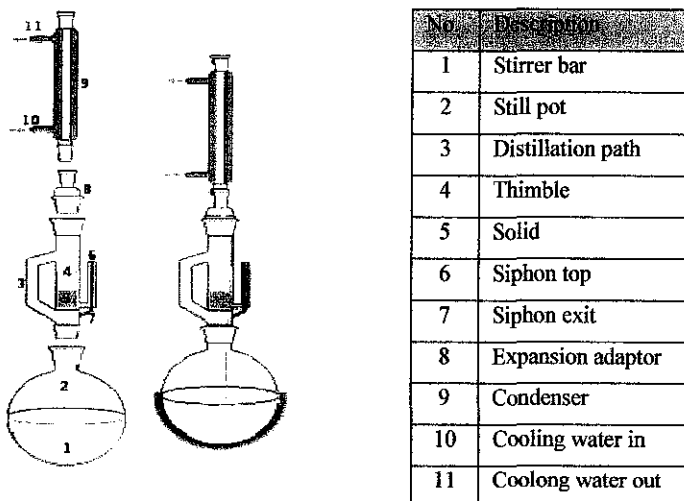 11
9
10
8
6
4
3
7
2
1
No Description
1 Stirrer bar
2 Still pot
3 Distillation path
4 Thimble
5 Solid
6 Siphon top
7 Siphon exit
8 Expansion adaptor
9 Condenser
10 Cooling water in
11 Coolong water out